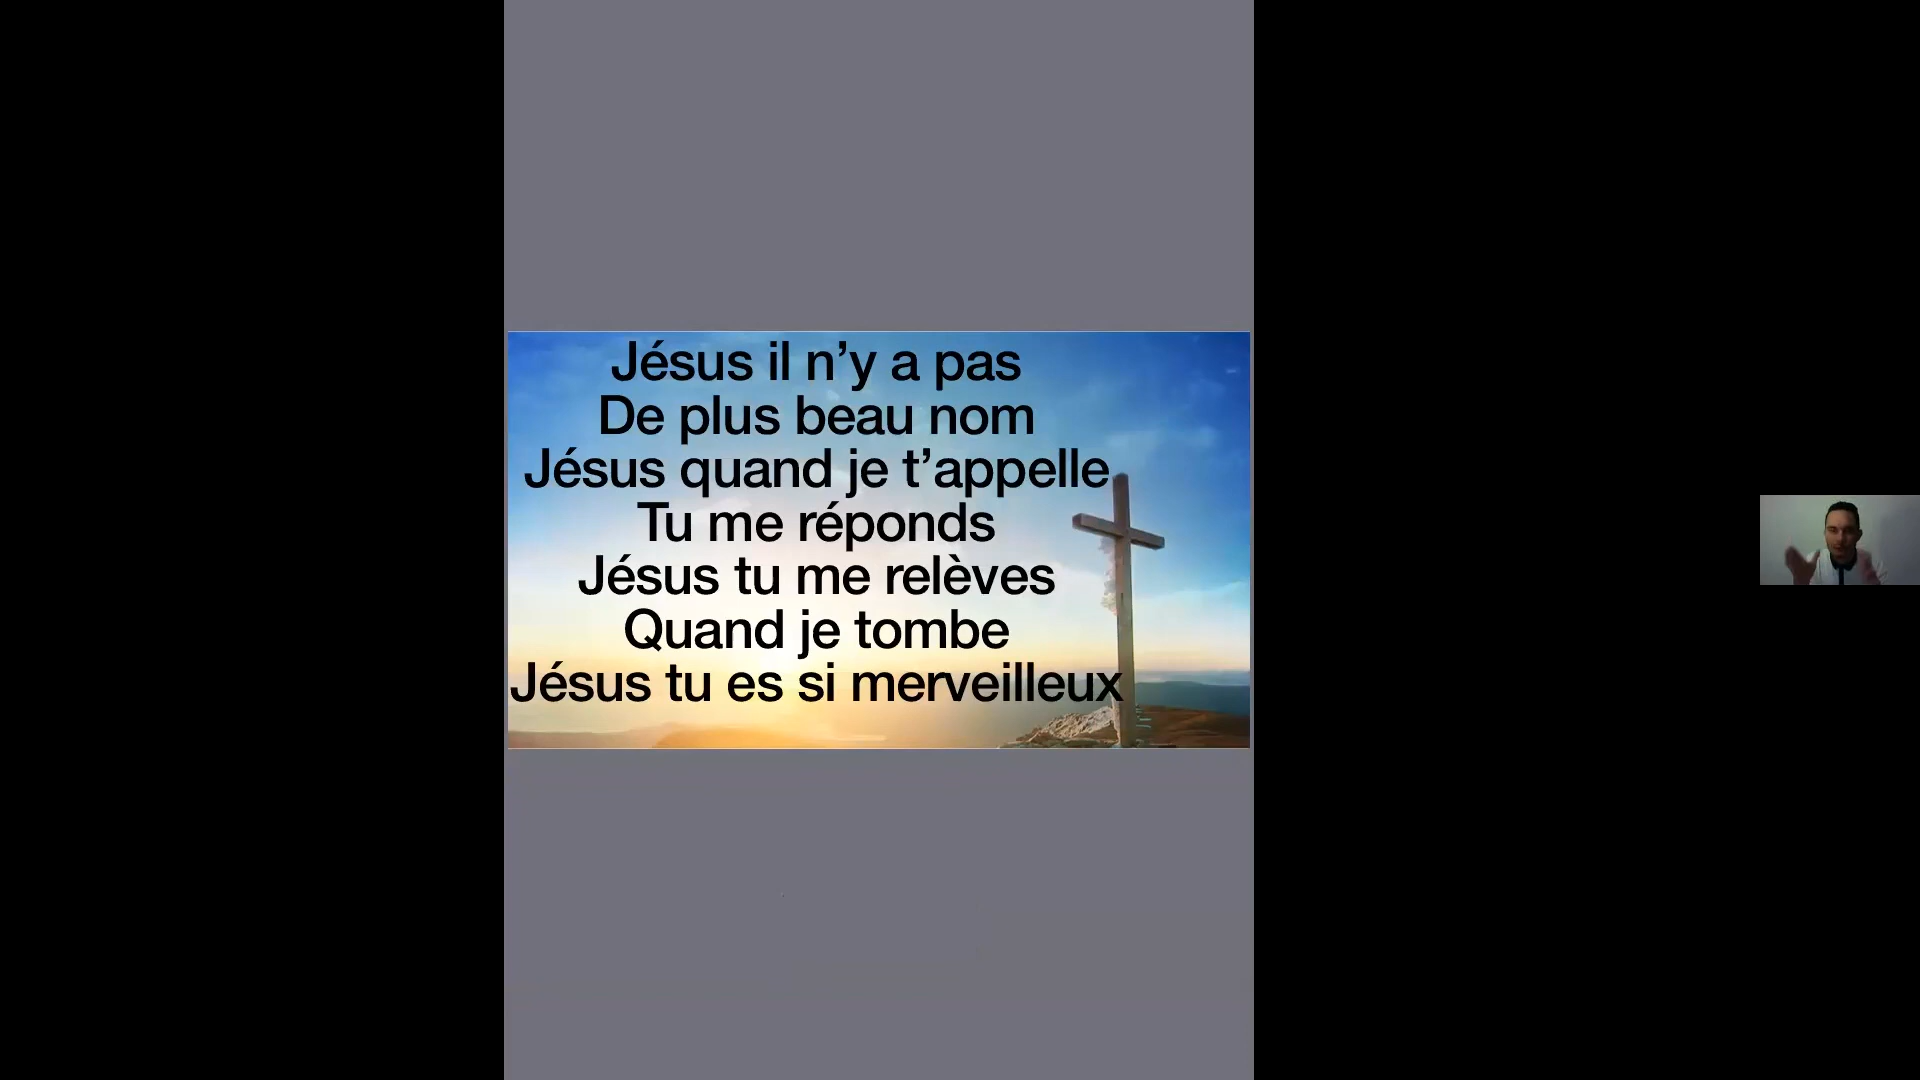 Jésus il n’y a pas
De plus beau nom
Jésus quand je t’appelle
Tu me réponds
Jésus tu me relèves
Quand je tombe
Jésus tu es si merveilleux